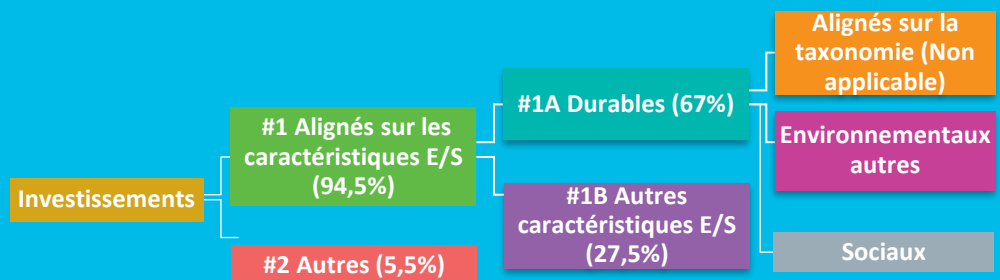 Investissements
#1 Alignés sur les
caractéristiques E/S
(94,5%)
#2 Autres (5,5%)
#1A Durables (67%)
#1B Autres
caractéristiques E/S
(27,5%)
Alignés sur la
taxonomie (Non
applicable)
Environnementaux
autres
Sociaux